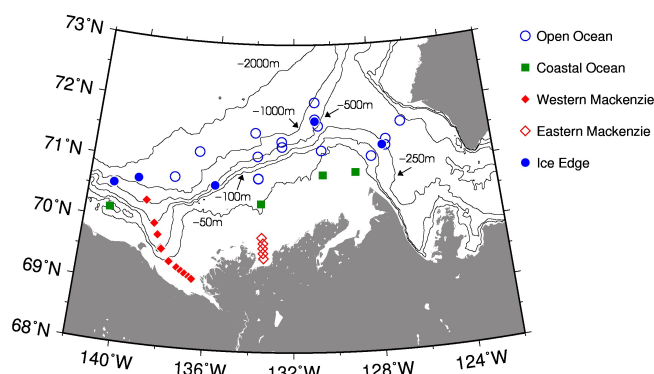 73°N
72°N
71°N
70°N
69°N
68°N
−2000m
−1000m
−500m
−250m
−100m
−50m
140°W
136°W
132°W
128°W
124°W
Open Ocean
Coastal Ocean
Western Mackenzie
Eastern Mackenzie
Ice Edge